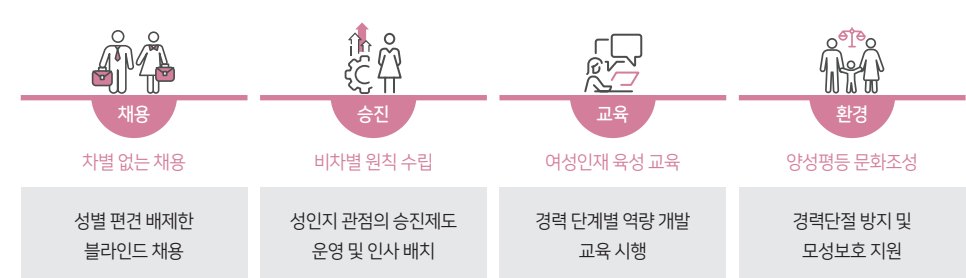 채용
차별 없는 채용
성별 편견 배제한
블라인드 채용
승진
비차별 원칙 수립
성인지 관점의 승진제도
운영 및 인사 배치
교육
여성인재 육성 교육
경력 단계별 역량 개발
교육 시행
환경
양성평등 문화조성
경력단절 방지 및
모성보호 지원